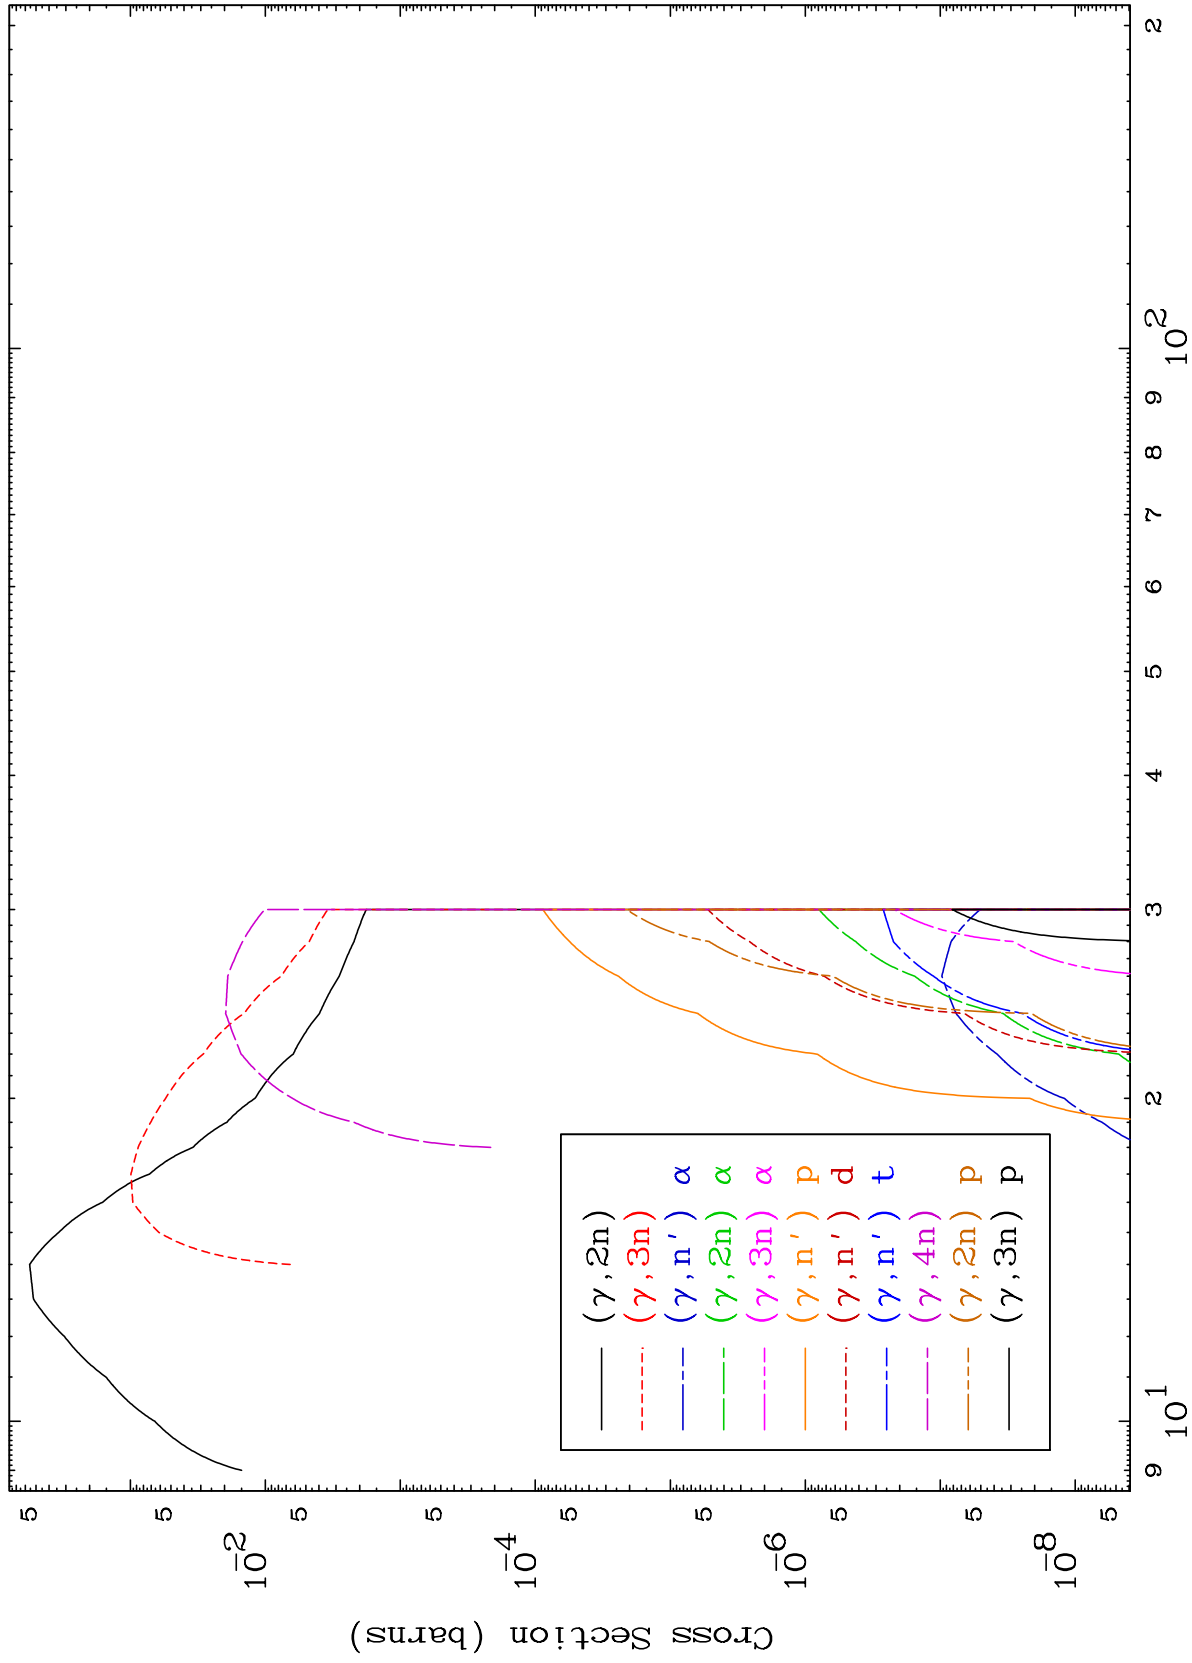 Cross Section (barns)
5
10-2
5
5
10-4
5
5
10-6
5
5
10-8
5
(γ,2n)
(γ,3n)
(γ,n') α
(γ,2n) α
(γ,3n) α
(γ,n') p
(γ,n') d
(γ,n') t
(γ,4n)
(γ,2n) p
(γ,3n) p
9
10 1
2
3
4
5
6
7
8
9
10 2
2